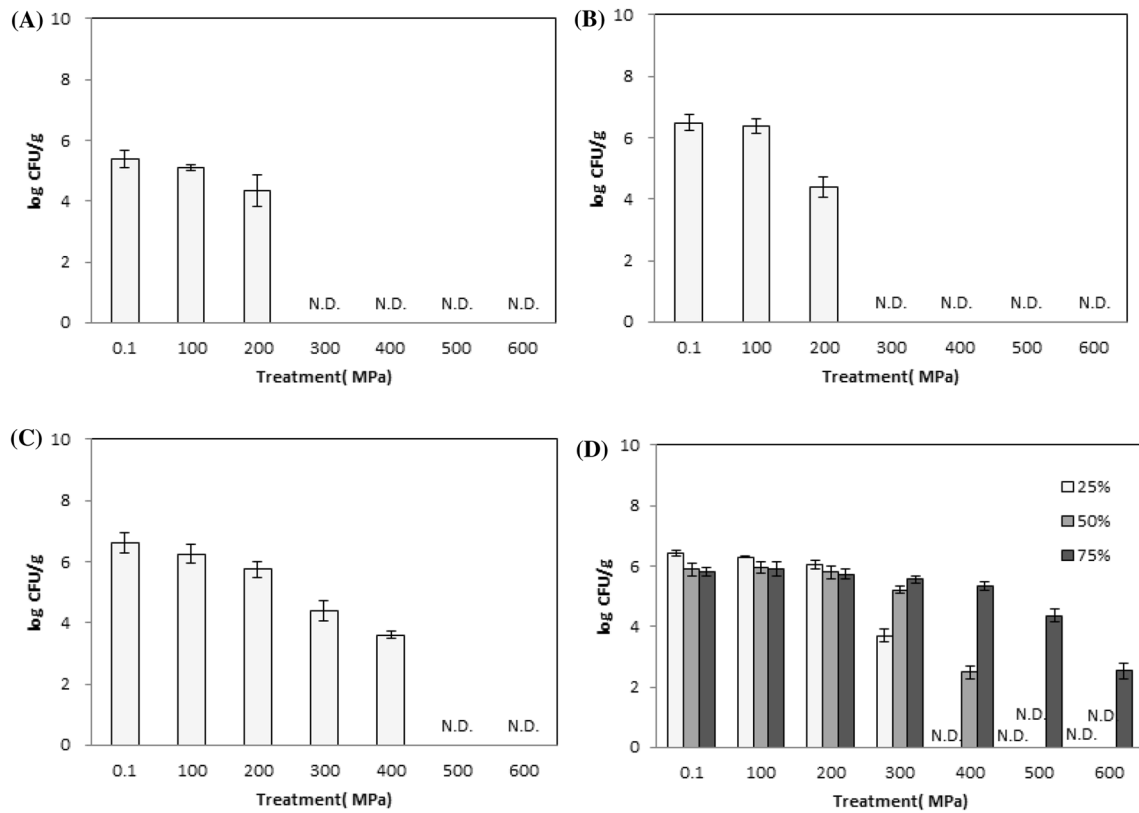 (A)
10
8
6
4
2
0
log CFU/g
N.D. N.D. N.D. N.D.
0.1 100 200 300 400 500 600
Treatment( MPa)
(B)
10
8
6
4
2
0
log CFU/g
N.D. N.D. N.D. N.D.
0.1 100 200 300 400 500 600
Treatment( MPa)
(C)
10
8
6
4
2
0
log CFU/g
N.D. N.D.
0.1 100 200 300 400 500 600
Treatment( MPa)
(D)
10
8
6
4
2
0
log CFU/g
25%
50%
75%
N.D. N.D. N.D. N.D. N.D.
0.1 100 200 300 400 500 600
Treatment( MPa)